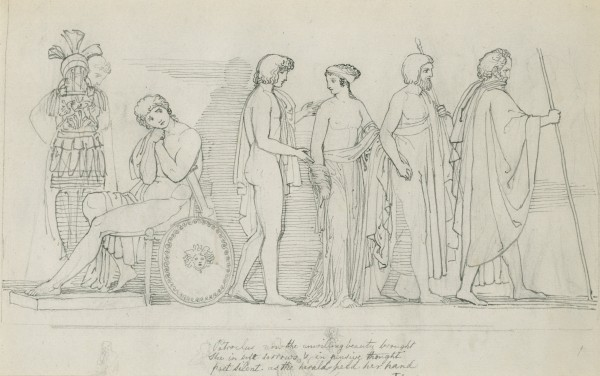 Patroclus now the unwilling beauty brought
She in soft sorrows, & in pensive thought
past silent as the heralds held her hand